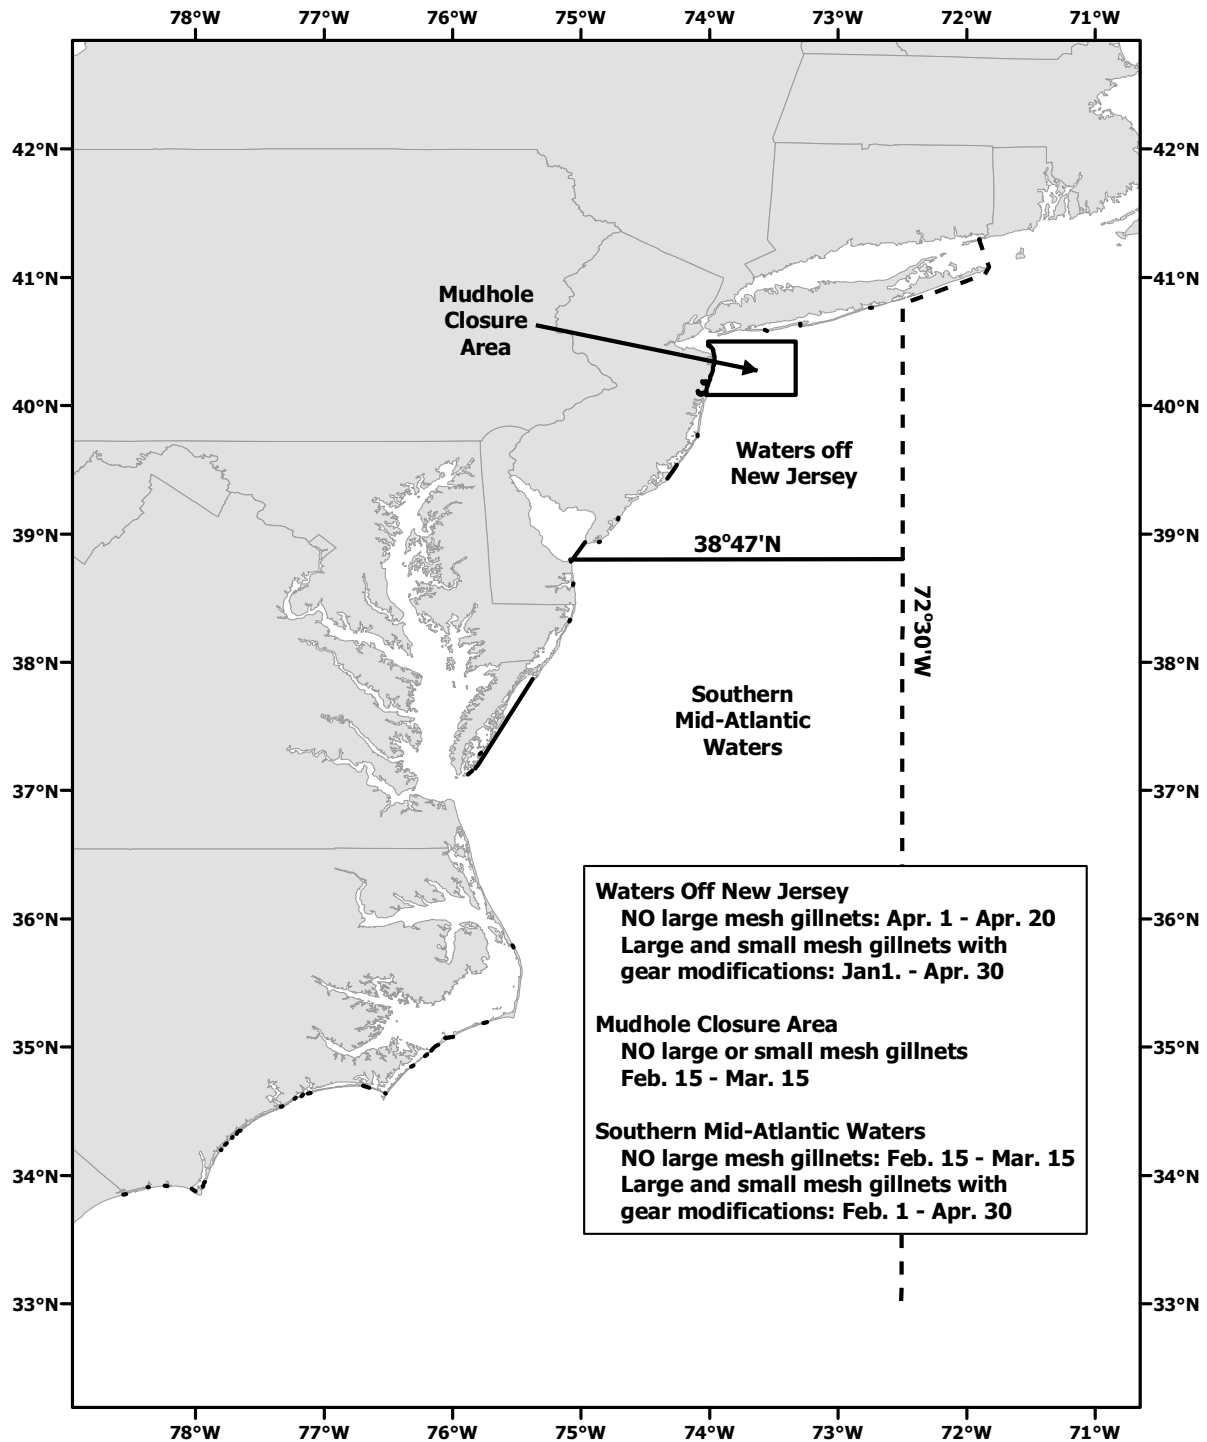 78°W 77°W 76°W 75°W 74°W 73°W 72°W 71°W
42°N 42°N
41°N 41°N
Mudhole
Closure
Area
40°N 40°N
Waters off
New Jersey
39°N 39°N
38°47'N
72°30'W
38°N 38°N
Southern
Mid-Atlantic
Waters
37°N 37°N
Waters Off New Jersey
NO large mesh gillnets: Apr. 1 - Apr. 20
Large and small mesh gillnets with
gear modifications: Jan1. - Apr. 30
36°N 36°N
Mudhole Closure Area
NO large or small mesh gillnets
Feb. 15 - Mar. 15
35°N 35°N
Southern Mid-Atlantic Waters
NO large mesh gillnets: Feb. 15 - Mar. 15
Large and small mesh gillnets with
gear modifications: Feb. 1 - Apr. 30
34°N 34°N
33°N 33°N
78°W 77°W 76°W 75°W 74°W 73°W 72°W 71°W